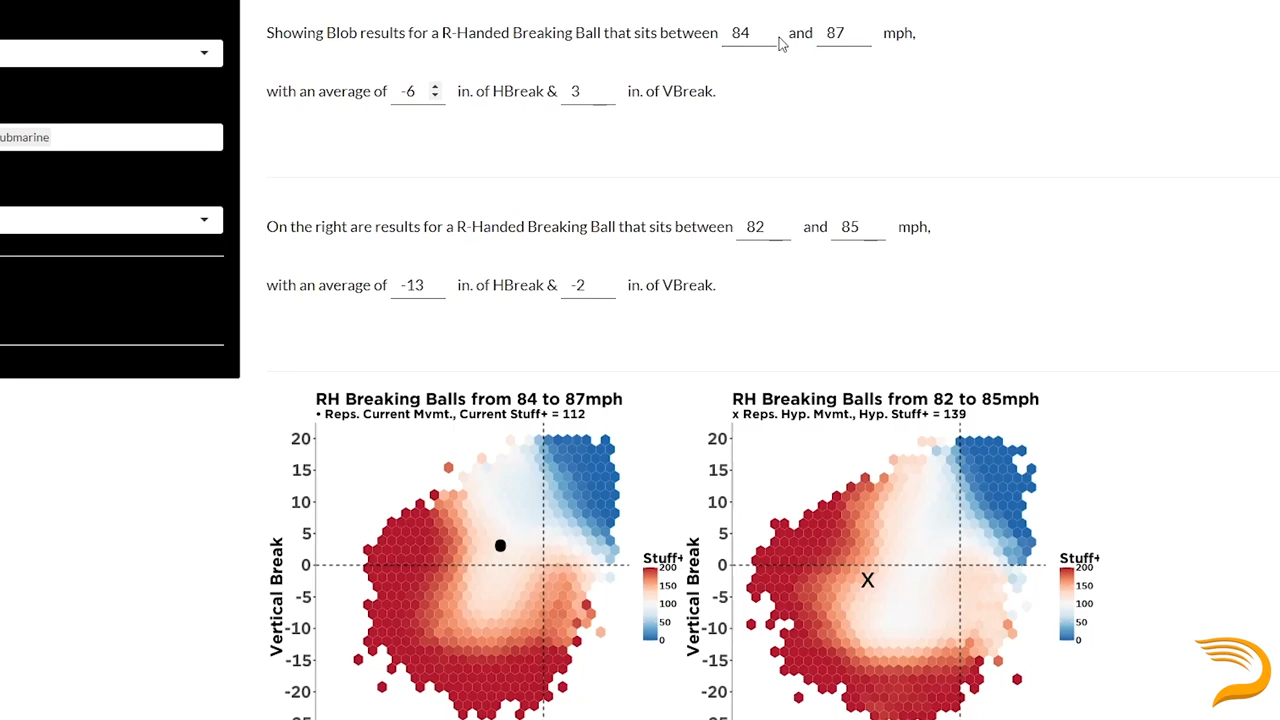 Showing Blob results for a R-Handed Breaking Ball that sits between 84 and 87 mph,
with an average of -6 in. of HBreak & 3 in. of VBreak.
ubmarine
On the right are results for a R-Handed Breaking Ball that sits between 82 and 85 mph,
with an average of -13 in. of HBreak & -2 in. of VBreak.
RH Breaking Balls from 84 to 87mph
• Reps. Current Mvmt., Current Stuff+ = 112
20
15
10
5
0
-5
-10
-15
-20
Vertical Break
Stuff+
200
150
100
50
0
RH Breaking Balls from 82 to 85mph
x Reps. Hyp. Mvmt., Hyp. Stuff+ = 139
20
15
10
5
0
-5
-10
-15
-20
Vertical Break
X
Stuff+
200
150
100
50
0